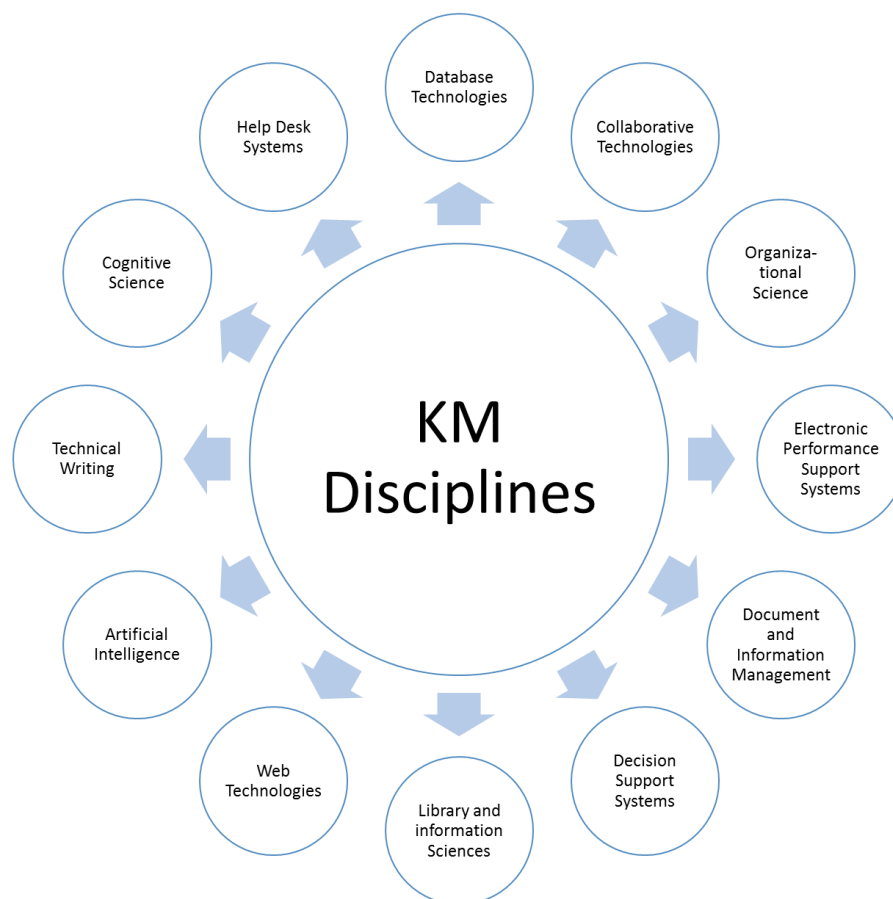 KM
Disciplines
Database
Technologies
Collaborative
Technologies
Organiza-
tional
Science
Electronic
Performance
Support
Systems
Document
and
Information
Management
Decision
Support
Systems
Library and
information
Sciences
Web
Technologies
Artificial
Intelligence
Technical
Writing
Cognitive
Science
Help Desk
Systems